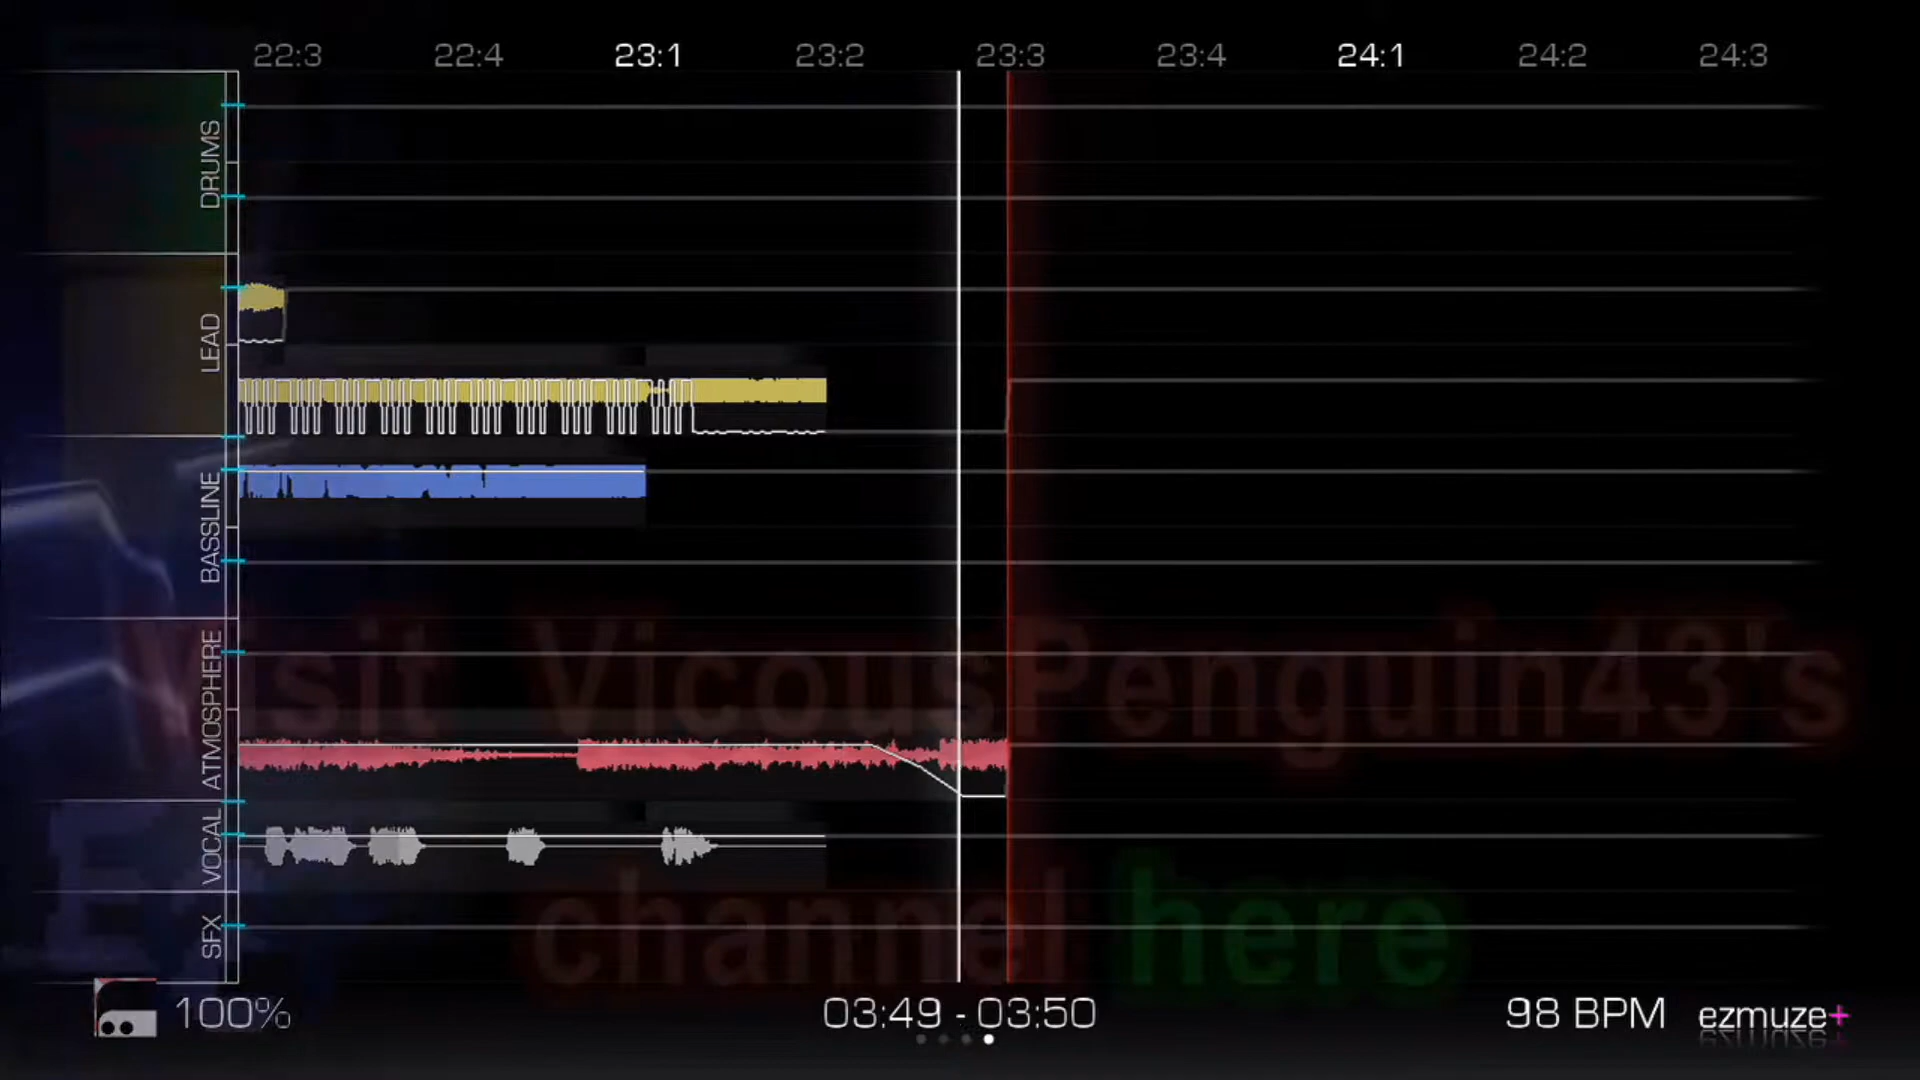 22:3 22:4 23:1 23:2 23:3 23:4 24:1 24:2 24:3
DRUMS
LEAD
BASSLINE
ATMOSPHERE
Visit VicousPenguin43's
VOCAL
channel here
SFX
100% 03:49 - 03:50 98 BPM ezmuze+